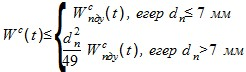 W^c(t) ≤ { W^c_пду(t), егер d_п ≤ 7 мм
d_п^2/49 W^c_пду(t), егер d_п > 7 мм